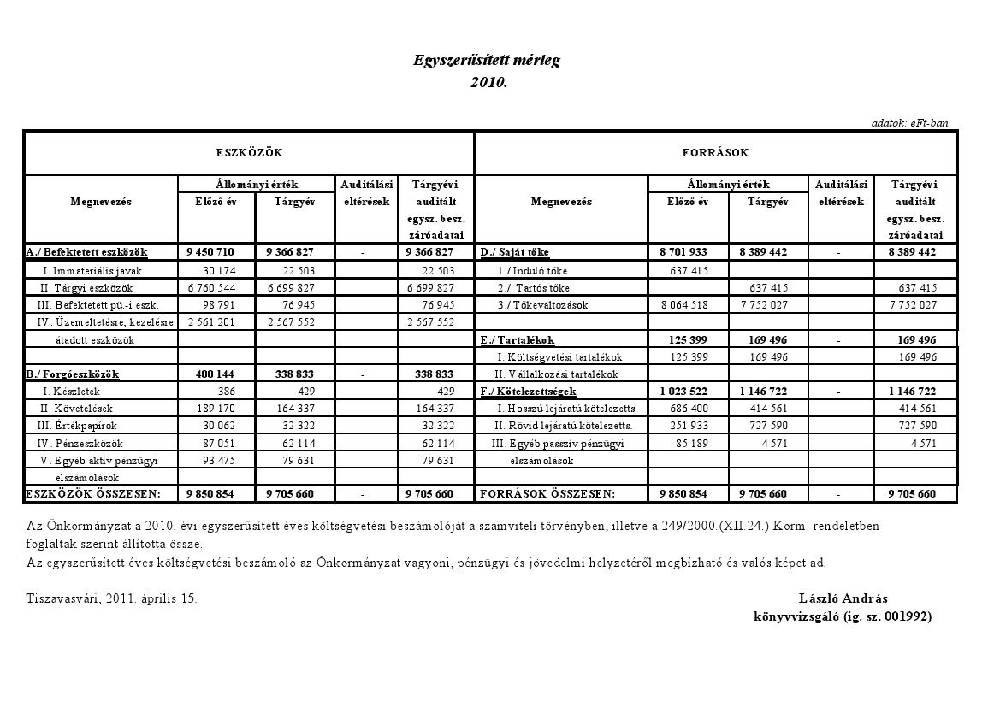 Egyszerűsített mérleg
2010.
adatok: eFt-ban
ESZKÖZÖK FORRÁSOK
Állományi érték Auditálási Tárgyévi Állományi érték Auditálási Tárgyévi
Megnevezés Előző év Tárgyév eltérések auditált Megnevezés Előző év Tárgyév eltérések auditált
egysz. besz. egysz. besz.
záróadatai záróadatai
A./ Befektetett eszközök 9 450 710 9 366 827 - 9 366 827 D./ Saját tőke 8 701 933 8 389 442 - 8 389 442
I. Immateriális javak 30 174 22 503 22 503 1./ Induló tőke 637 415
II. Tárgyi eszközök 6 760 544 6 699 827 6 699 827 2./ Tartós tőke 637 415 637 415
III. Befektetett pü.-i eszk. 98 791 76 945 76 945 3./ Tőkeváltozások 8 064 518 7 752 027 7 752 027
IV. Üzemeltetésre, kezelésre 2 561 201 2 567 552 2 567 552
átadott eszközök E./ Tartalékok 125 399 169 496 - 169 496
I. Költségvetési tartalékok 125 399 169 496 169 496
B./ Forgóeszközök 400 144 338 833 - 338 833 II. Vállalkozási tartalékok
I. Készletek 386 429 429 F./ Kötelezettségek 1 023 522 1 146 722 - 1 146 722
II. Követelések 189 170 164 337 164 337 I. Hosszú lejáratú kötelezetts. 686 400 414 561 414 561
III. Értékpapírok 30 062 32 322 32 322 II. Rövid lejáratú kötelezetts. 251 933 727 590 727 590
IV. Pénzeszközök 87 051 62 114 62 114 III. Egyéb passzív pénzügyi 85 189 4 571 4 571
V. Egyéb aktív pénzügyi 93 475 79 631 79 631 elszámolások
elszámolások
ESZKÖZÖK ÖSSZESEN: 9 850 854 9 705 660 - 9 705 660 FORRÁSOK ÖSSZESEN: 9 850 854 9 705 660 - 9 705 660
Az Önkormányzat a 2010. évi egyszerűsített éves költségvetési beszámolóját a számviteli törvényben, illetve a 249/2000.(XII.24.) Korm. rendeletben
foglaltak szerint állította össze.
Az egyszerűsített éves költségvetési beszámoló az Önkormányzat vagyoni, pénzügyi és jövedelmi helyzetéről megbízható és valós képet ad.
Tiszavasvári, 2011. április 15. László András
könyvvizsgáló (ig. sz. 001992)